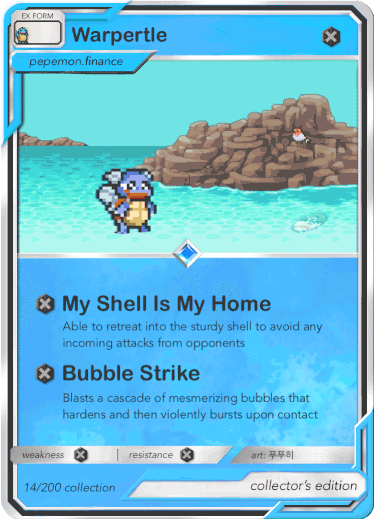 EX FORM
Warpertle
pepemon.finance
My Shell Is My Home
Able to retreat into the sturdy shell to avoid any
incoming attacks from opponents
Bubble Strike
Blasts a cascade of mesmerizing bubbles that
hardens and then violently bursts upon contact
weakness
resistance
art: 푸푸히
14/200 collection
collector's edition